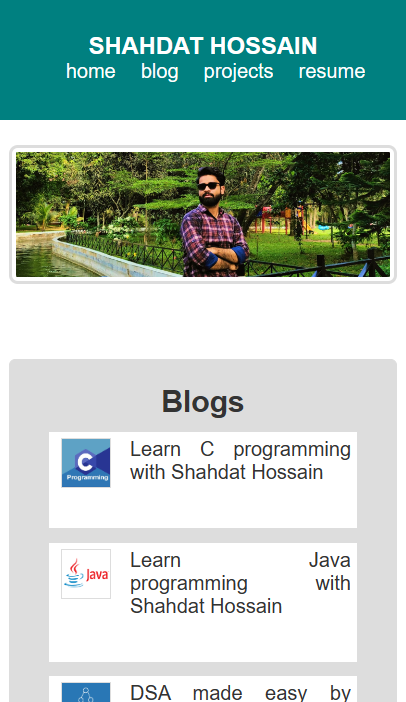 SHAHDAT HOSSAIN
home blog projects resume
Blogs
C
Programming
Learn C programming
with Shahdat Hossain
Java
Learn Java
programming with
Shahdat Hossain
DSA made easy by